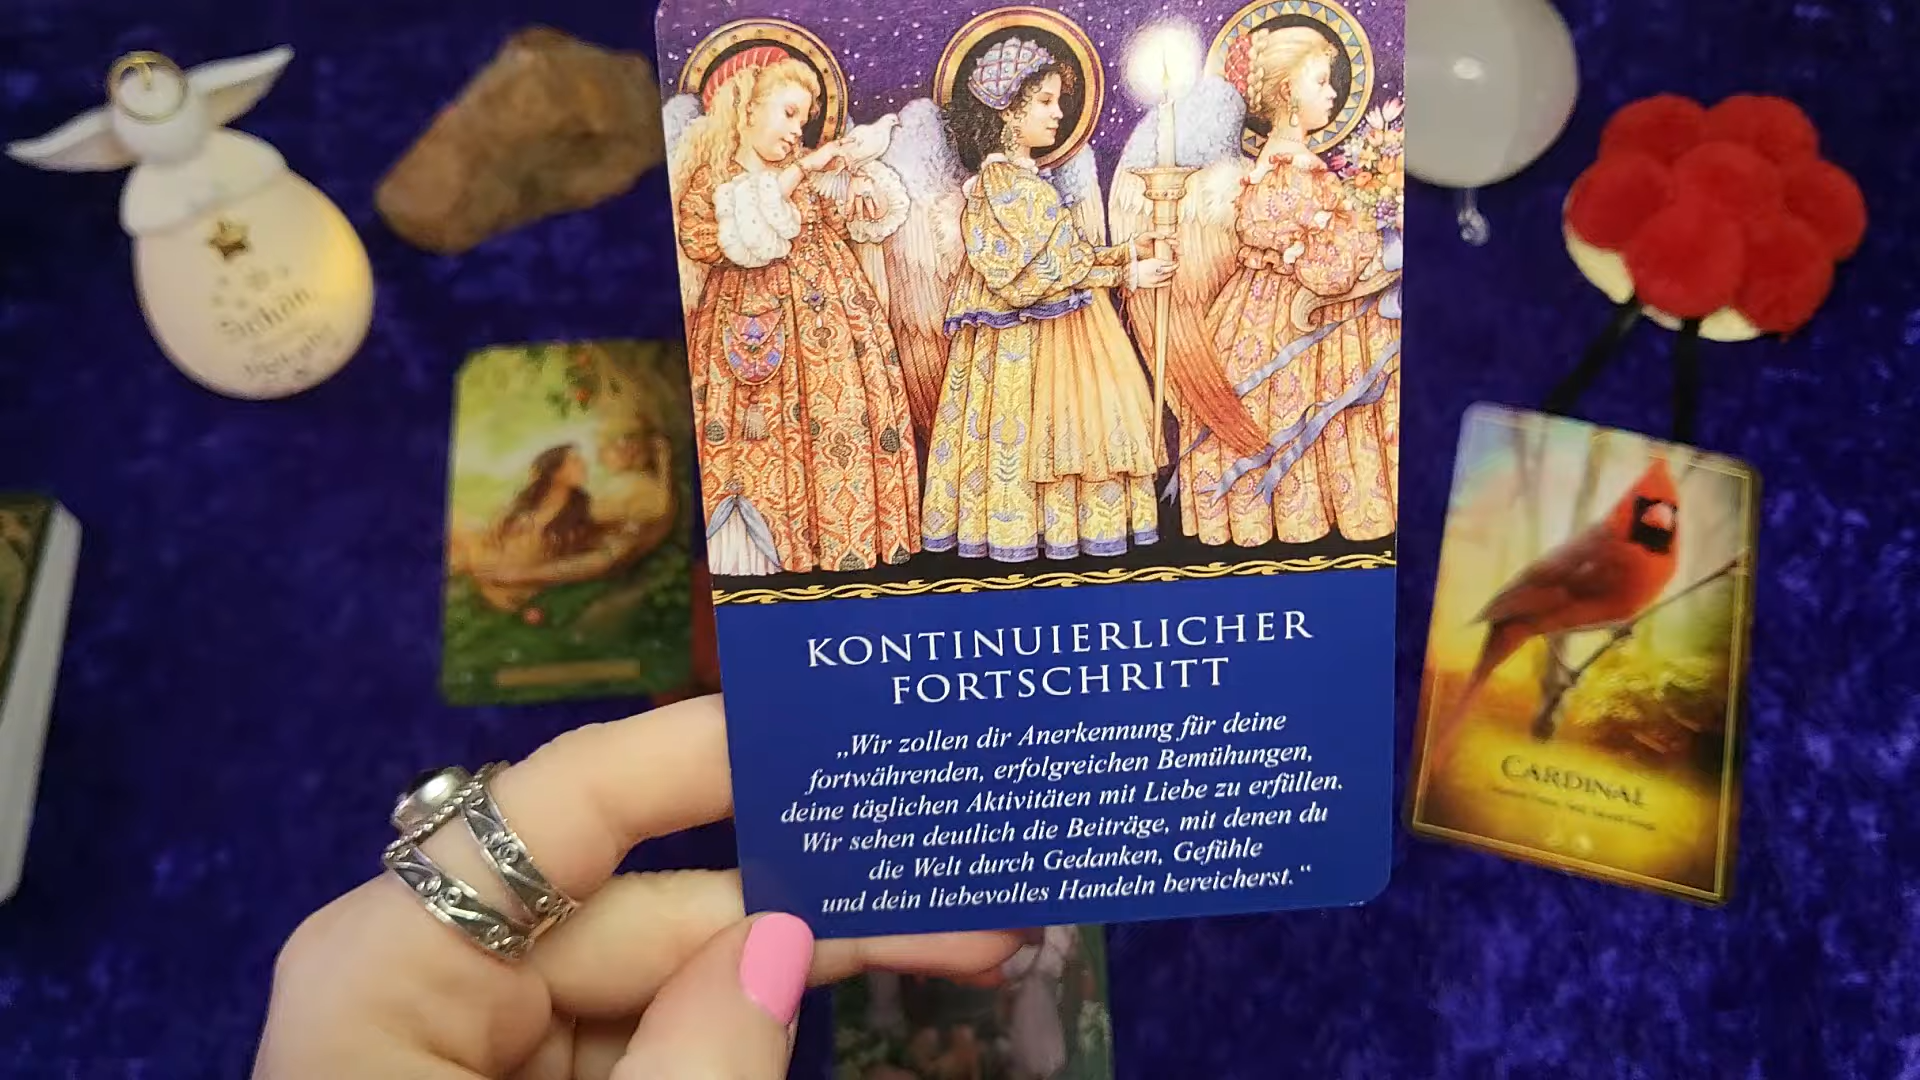 KONTINUIERLICHER
FORTSCHRITT
„Wir zollen dir Anerkennung für deine
fortwährenden, erfolgreichen Bemühungen,
deine täglichen Aktivitäten mit Liebe zu erfüllen.
Wir sehen deutlich die Beiträge, mit denen du
die Welt durch Gedanken, Gefühle
und dein liebevolles Handeln bereicherst.“
CARDINAL